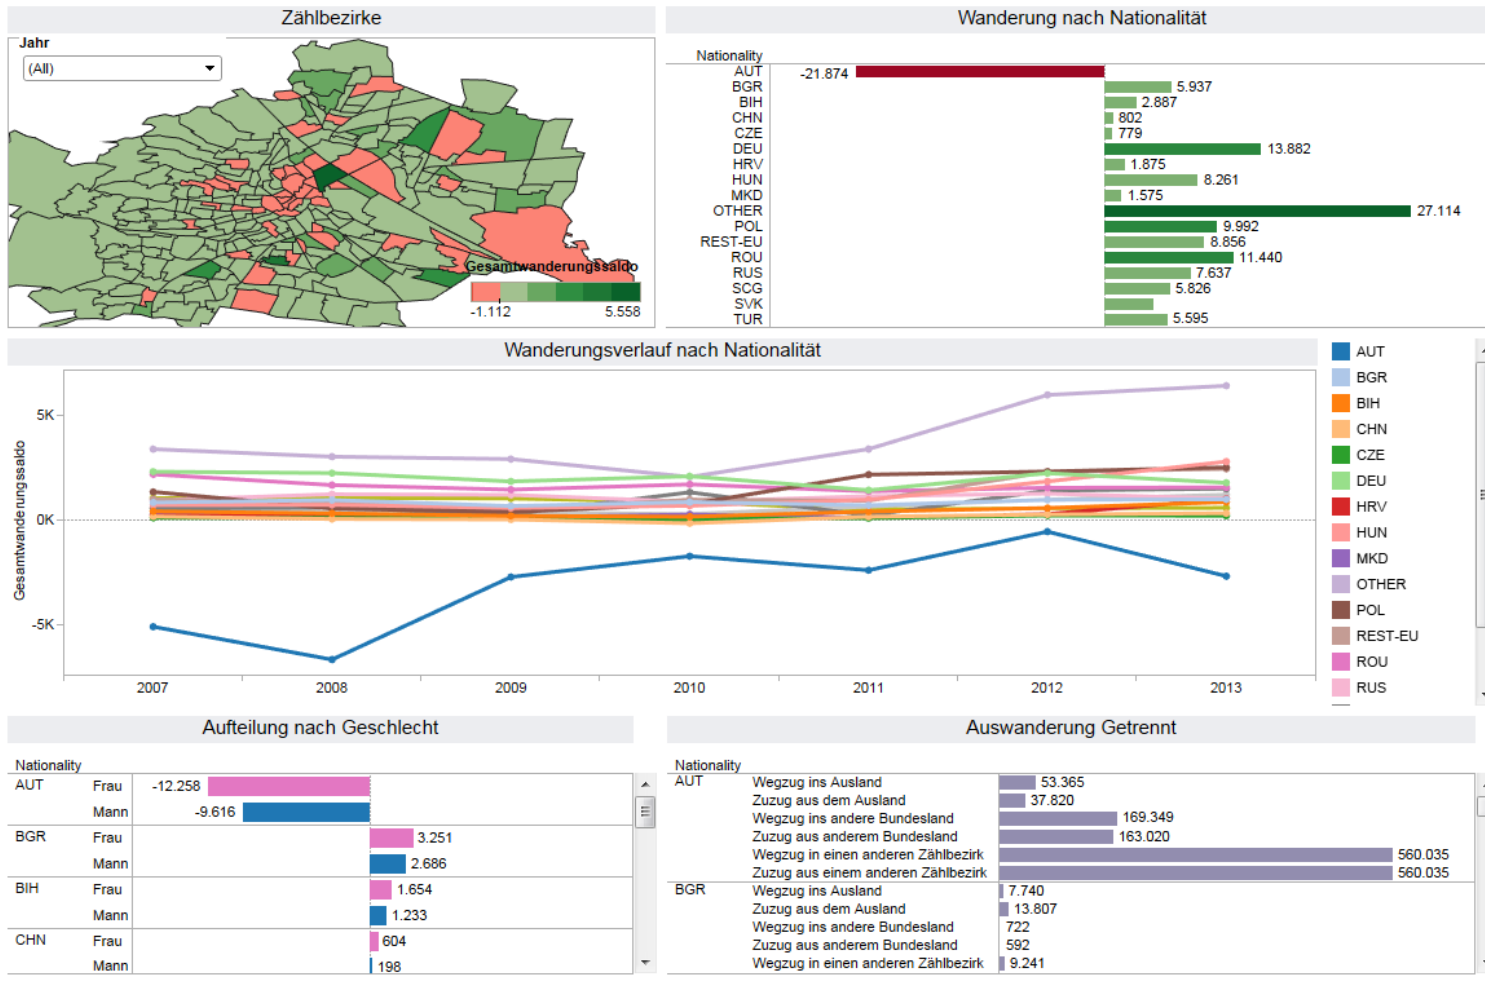 Zählbezirke
Jahr
(All)
Gesamtwanderungssaldo
-1.112 5.558
Wanderung nach Nationalität
Nationality
AUT -21.874
BGR 5.937
BIH 2.887
CHN 802
CZE 779
DEU 13.882
HRV 1.875
HUN 8.261
MKD 1.575
OTHER 27.114
POL 9.992
REST-EU 8.856
ROU 11.440
RUS 7.637
SCG 5.826
SVK
TUR 5.595
Wanderungsverlauf nach Nationalität
Gesamtwanderungssaldo
5K
0K
-5K
2007 2008 2009 2010 2011 2012 2013
AUT
BGR
BIH
CHN
CZE
DEU
HRV
HUN
MKD
OTHER
POL
REST-EU
ROU
RUS
Aufteilung nach Geschlecht
Nationality
AUT Frau -12.258
Mann -9.616
BGR Frau 3.251
Mann 2.686
BIH Frau 1.654
Mann 1.233
CHN Frau 604
Mann 198
Auswanderung Getrennt
Nationality
AUT Wegzug ins Ausland 53.365
Zuzug aus dem Ausland 37.820
Wegzug ins andere Bundesland 169.349
Zuzug aus anderem Bundesland 163.020
Wegzug in einen anderen Zählbezirk 560.035
Zuzug aus einem anderen Zählbezirk 560.035
BGR Wegzug ins Ausland 7.740
Zuzug aus dem Ausland 13.807
Wegzug ins andere Bundesland 722
Zuzug aus anderem Bundesland 592
Wegzug in einen anderen Zählbezirk 9.241